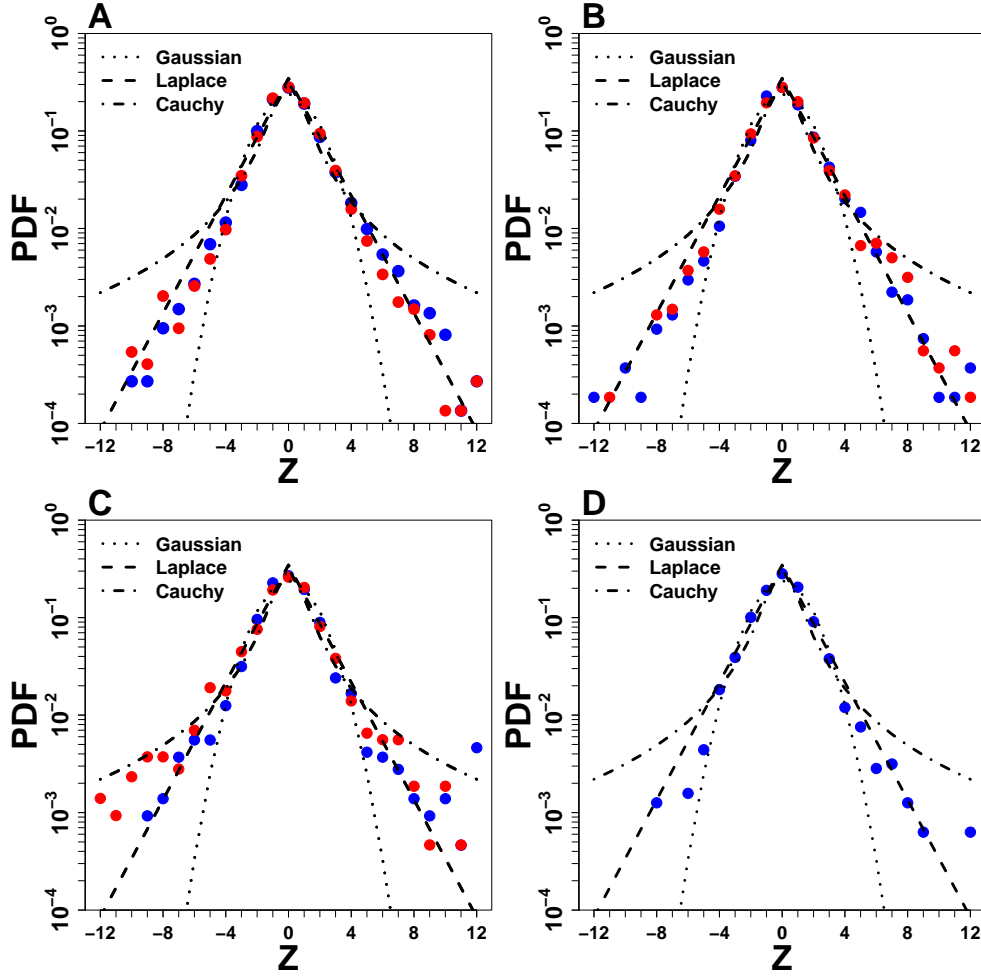 A
10^0
10^-1
10^-2
10^-3
10^-4
PDF
Gaussian
Laplace
Cauchy
−12 −8 −4 0 4 8 12
Z
B
10^0
10^-1
10^-2
10^-3
10^-4
PDF
Gaussian
Laplace
Cauchy
−12 −8 −4 0 4 8 12
Z
C
10^0
10^-1
10^-2
10^-3
10^-4
PDF
Gaussian
Laplace
Cauchy
−12 −8 −4 0 4 8 12
Z
D
10^0
10^-1
10^-2
10^-3
10^-4
PDF
Gaussian
Laplace
Cauchy
−12 −8 −4 0 4 8 12
Z